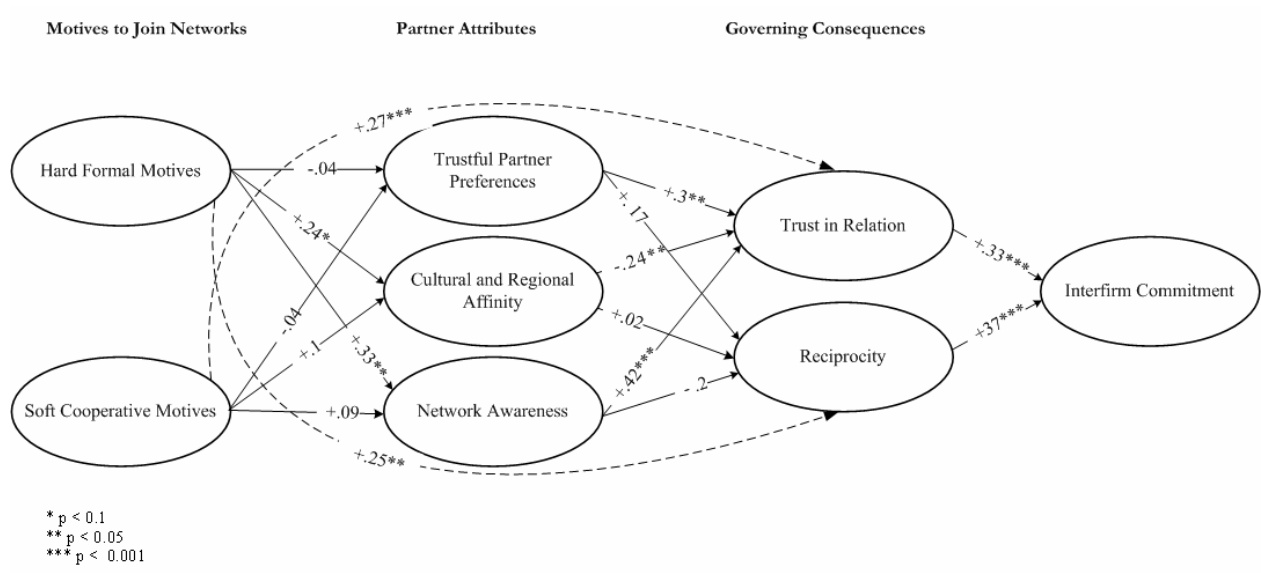 Motives to Join Networks
Partner Attributes
Governing Consequences
+.27***
Hard Formal Motives
-.04
Trustful Partner
Preferences
+.3**
+. 17
Trust in Relation
+.24*
-.24**
+.33***
Cultural and Regional
Affinity
Interfirm Commitment
+.02
-.04
+.1
+.33**
+37***
Reciprocity
+.42***
-.2
Soft Cooperative Motives
+.09
Network Awareness
+.25**
* p < 0.1
** p < 0.05
*** p < 0.001